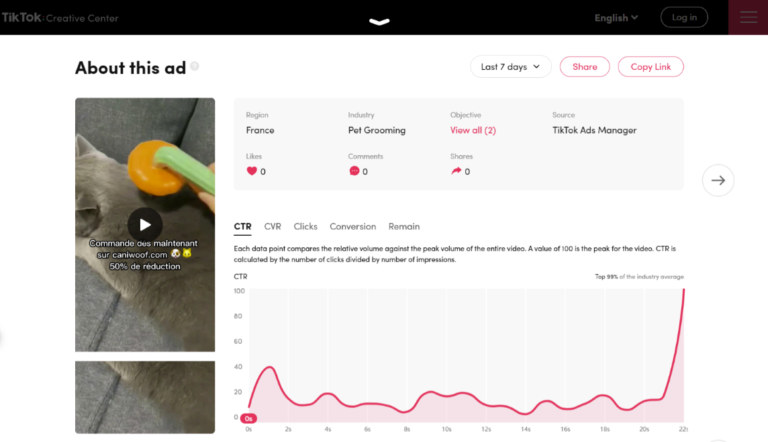 TikTok: Creative Center
English
Log in
About this ad
Last 7 days
Share
Copy Link
Region
Industry
Objective
Source
France
Pet Grooming
View all (2)
TikTok Ads Manager
Likes
Comments
Shares
0
0
0
Commande des maintenant
sur caniwoof.com 🐶🐱
50% de réduction
CTR
CVR
Clicks
Conversion
Remain
Each data point compares the relative volume against the peak volume of the entire video. A value of 100 is the peak for the video. CTR is
calculated by the number of clicks divided by number of impressions.
CTR
Top 99% of the industry average
100
80
60
40
20
0
0s
0s
2s
4s
6s
8s
10s
12s
14s
16s
18s
20s
22s